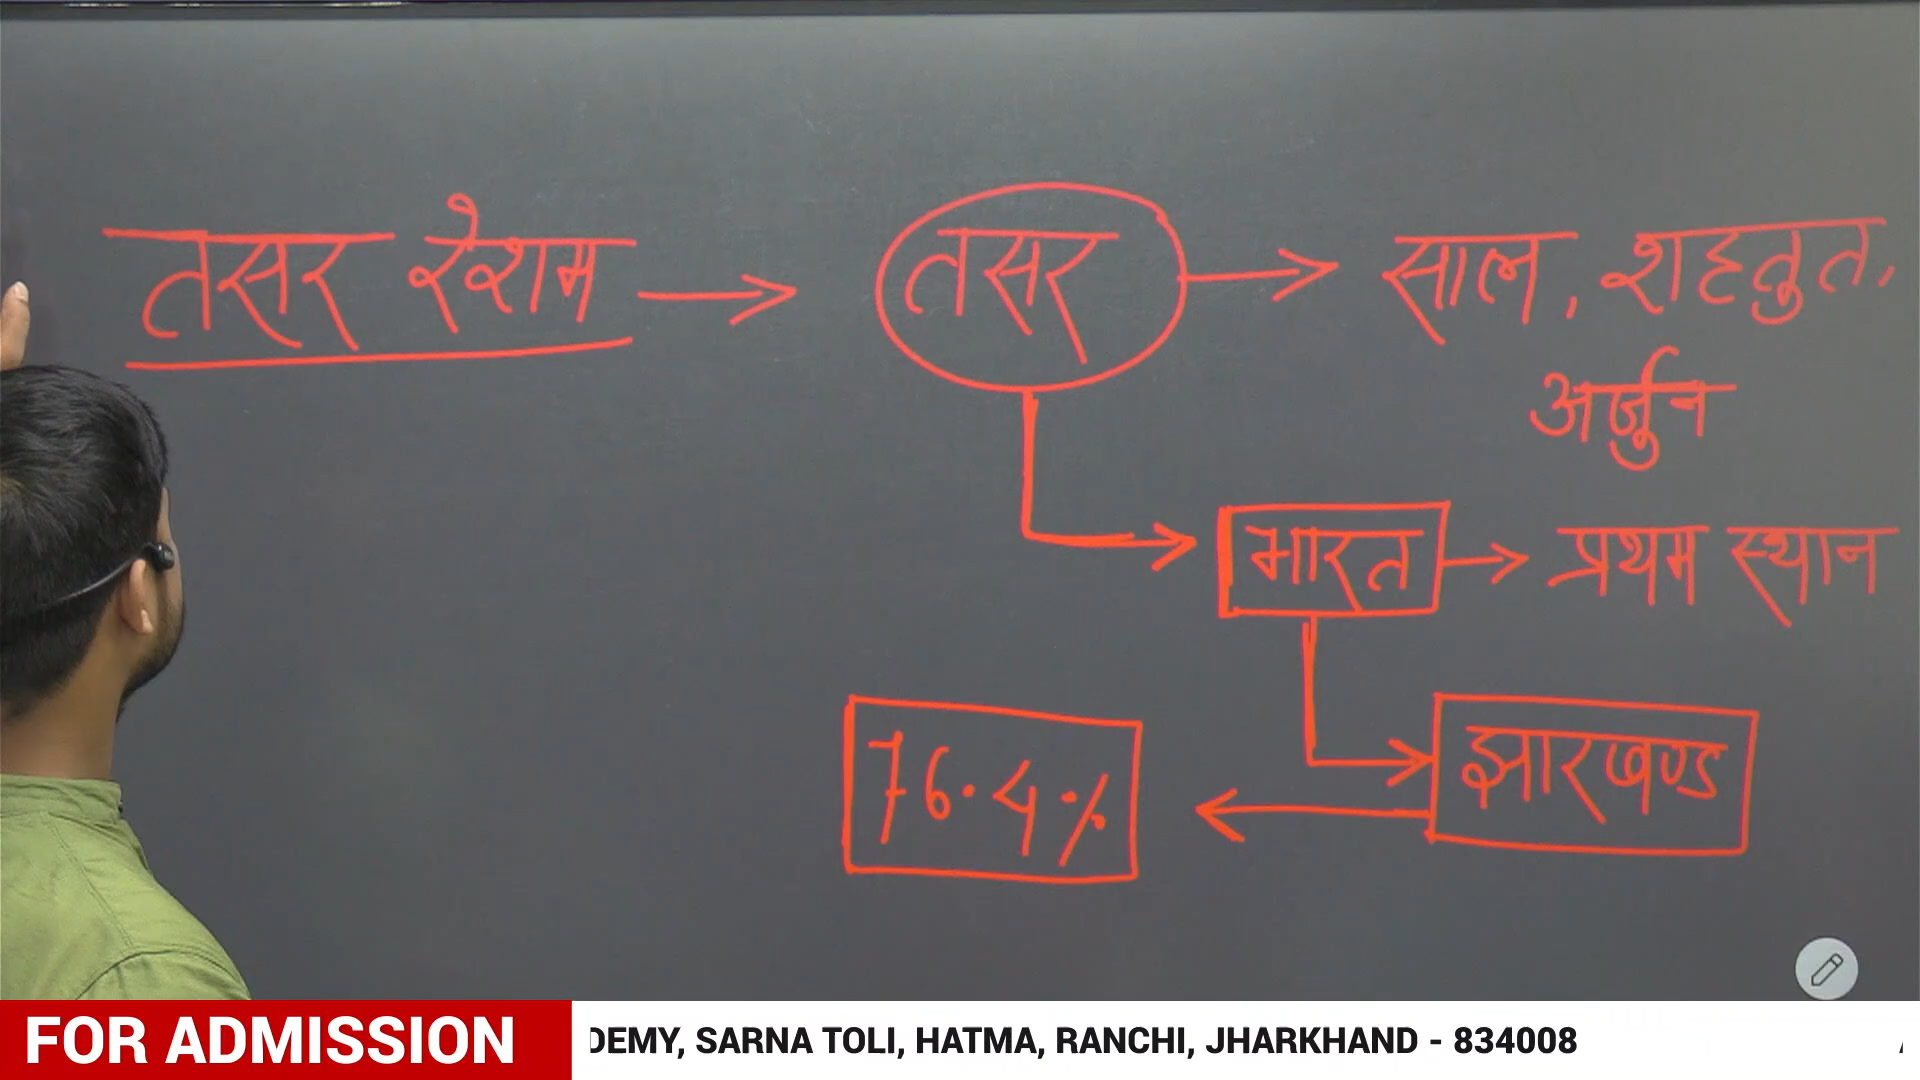 तसर रेशम → तसर → साल, शहतुत,
अर्जुन
भारत → प्रथम स्थान
76.4% ← झारखण्ड
FOR ADMISSION DEMY, SARNA TOLI, HATMA, RANCHI, JHARKHAND - 834008